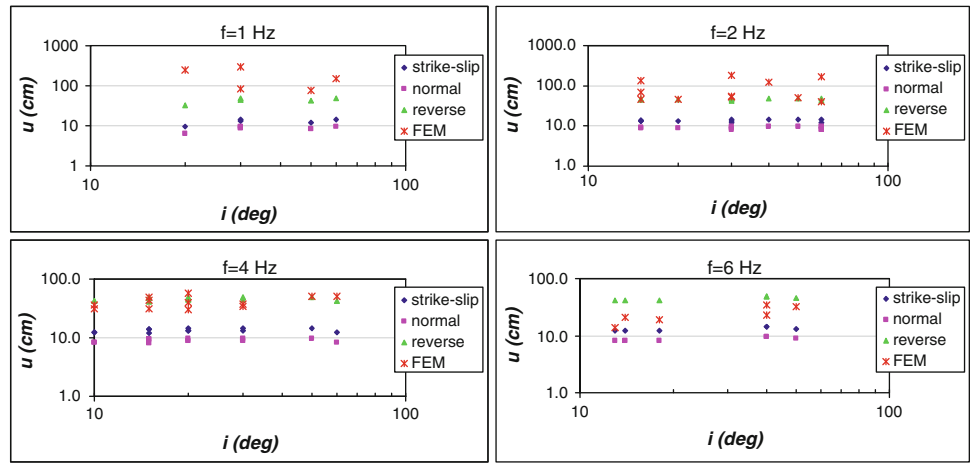 f=1 Hz
1000
100
10
1
u (cm)
10
100
i (deg)
strike-slip
normal
reverse
FEM
f=2 Hz
1000.0
100.0
10.0
1.0
u (cm)
10
100
i (deg)
strike-slip
normal
reverse
FEM
f=4 Hz
100.0
10.0
1.0
u (cm)
10
100
i (deg)
strike-slip
normal
reverse
FEM
f=6 Hz
100.0
10.0
1.0
u (cm)
10
100
i (deg)
strike-slip
normal
reverse
FEM